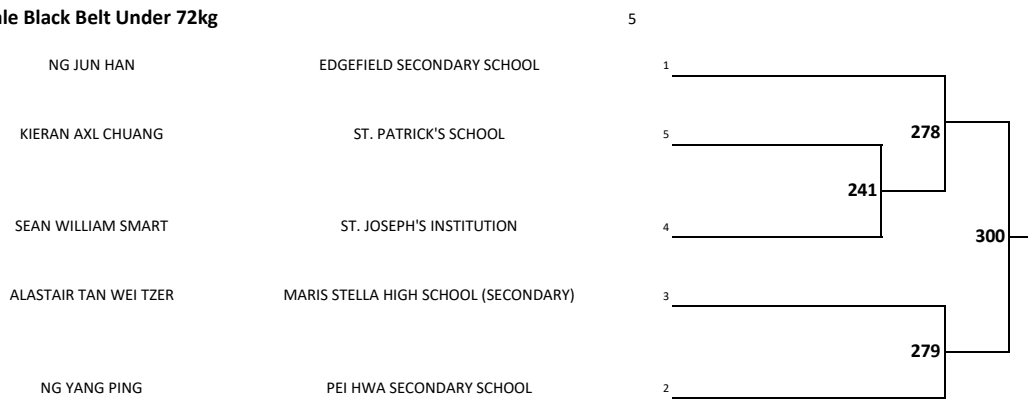 le Black Belt Under 72kg 5
NG JUN HAN EDGEFIELD SECONDARY SCHOOL 1
KIERAN AXL CHUANG ST. PATRICK'S SCHOOL 5
278
241
SEAN WILLIAM SMART ST. JOSEPH'S INSTITUTION 4
300
ALASTAIR TAN WEI TZER MARIS STELLA HIGH SCHOOL (SECONDARY) 3
279
NG YANG PING PEI HWA SECONDARY SCHOOL 2